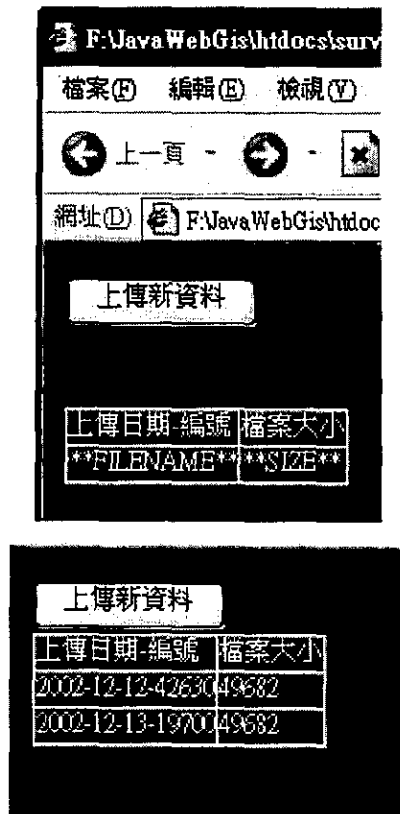 F:\JavaWebGis\htdocs\surv
檔案(F) 編輯(E) 檢視(V)
上一頁
網址(D) F:\JavaWebGis\htdoc
上傳新資料
上傳日期-編號 檔案大小
**FILENAME** **SIZE**
上傳新資料
上傳日期-編號 檔案大小
2002-12-12-42630 49682
2002-12-13-19700 49682